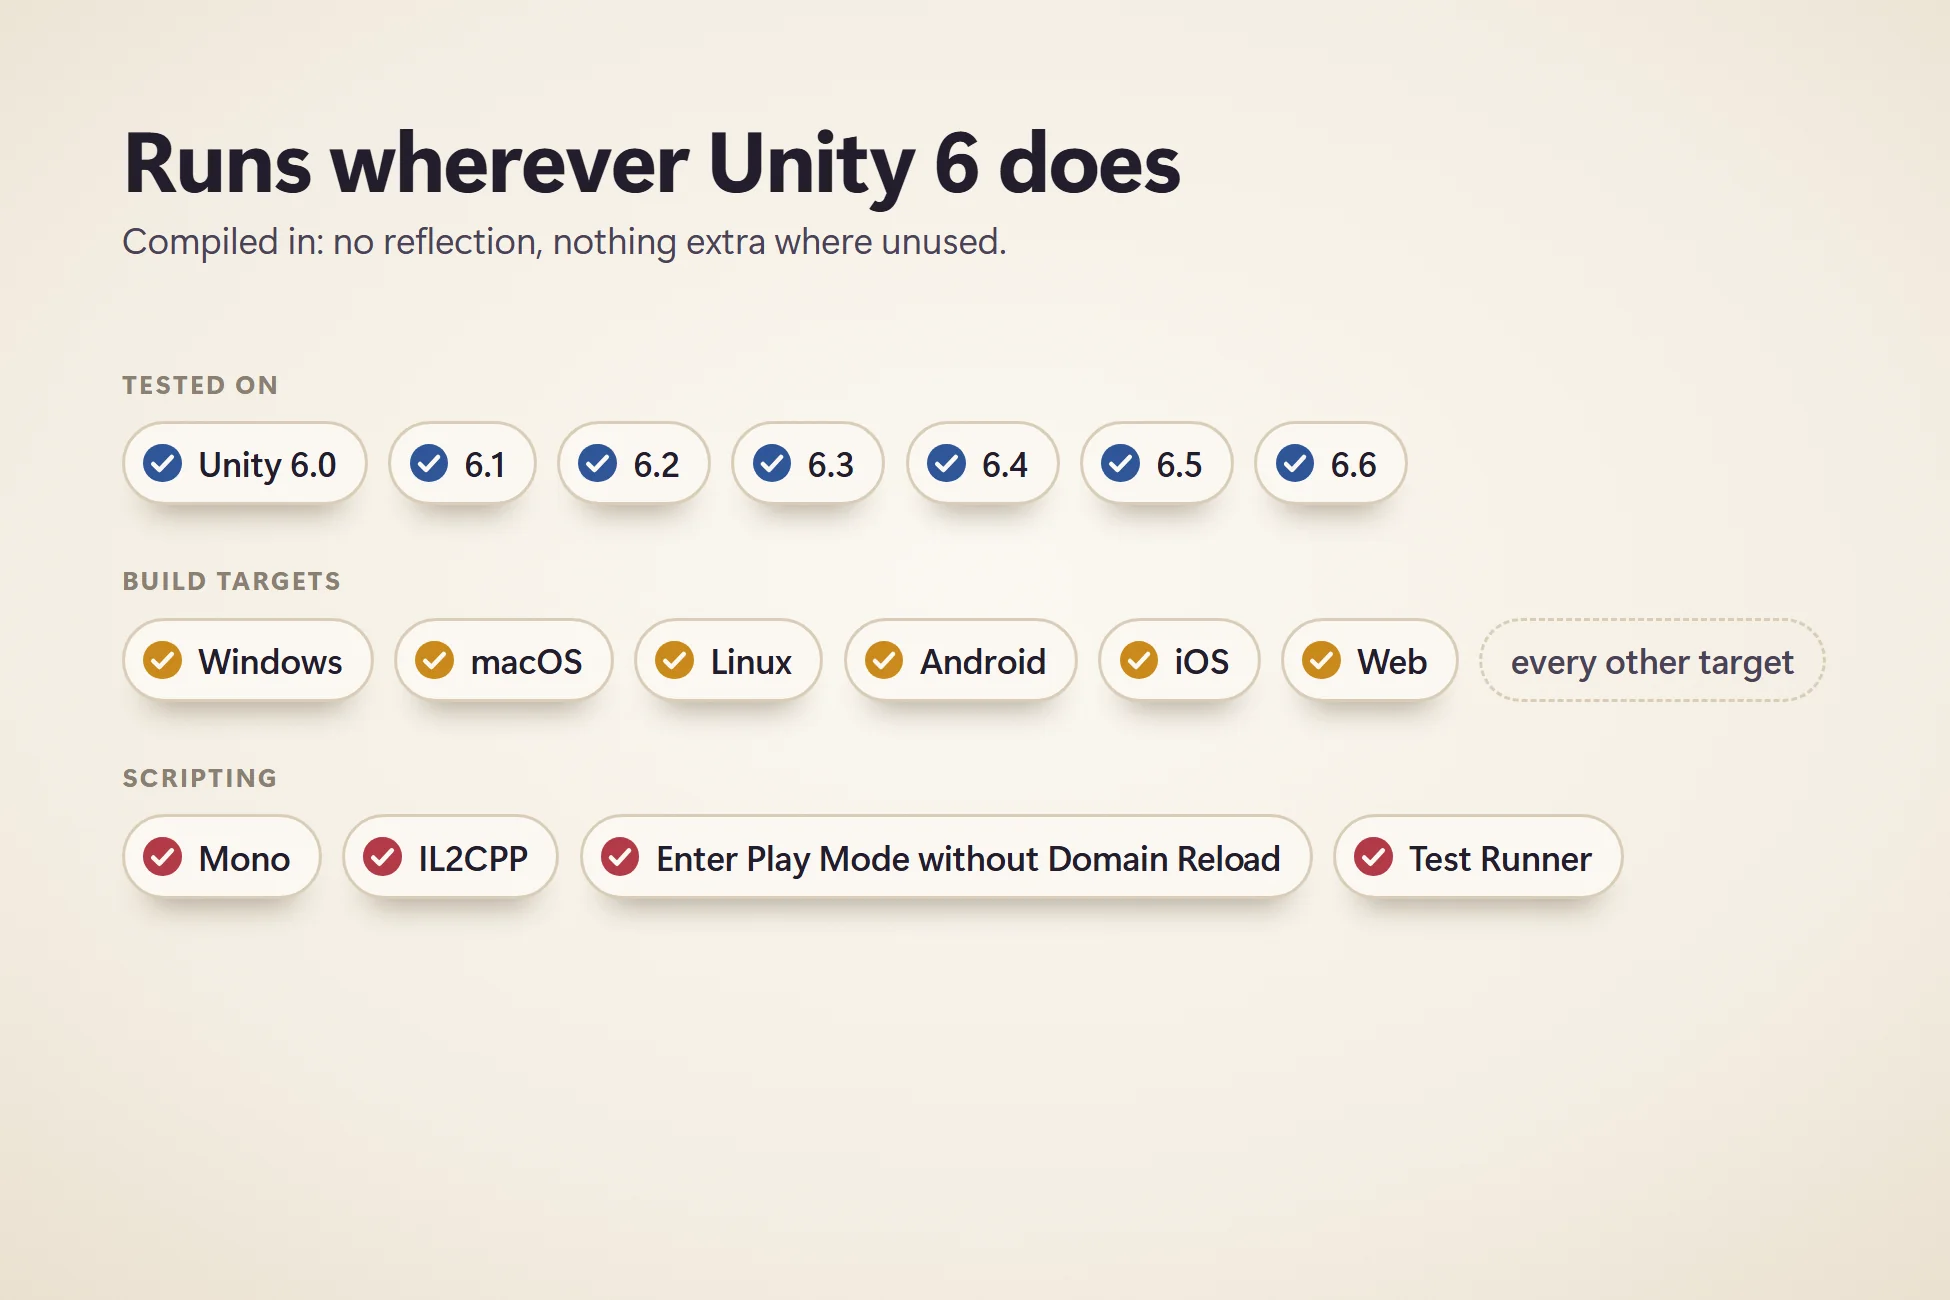 Runs wherever Unity 6 does
Compiled in: no reflection, nothing extra where unused.
TESTED ON
Unity 6.0 6.1 6.2 6.3 6.4 6.5 6.6
BUILD TARGETS
Windows macOS Linux Android iOS Web every other target
SCRIPTING
Mono IL2CPP Enter Play Mode without Domain Reload Test Runner